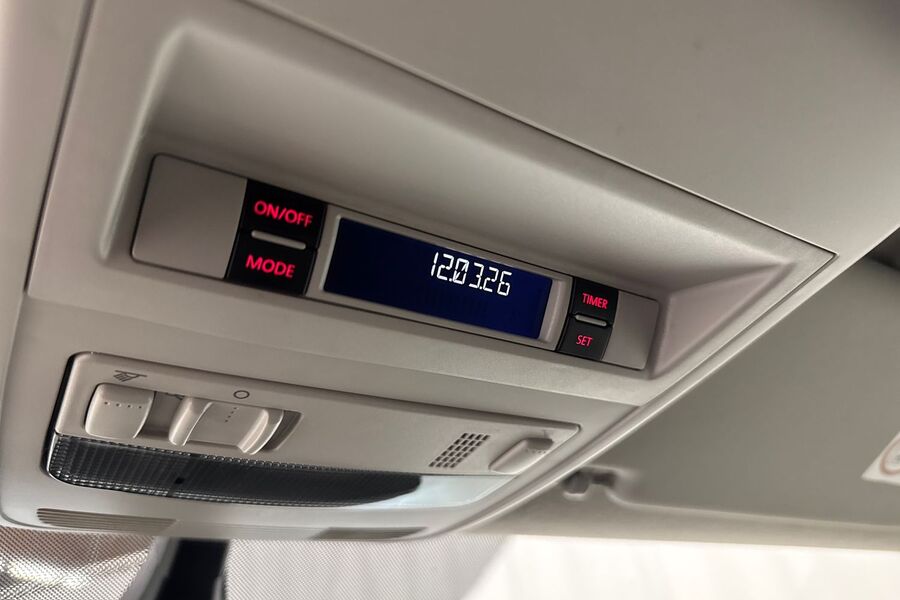 ON/OFF
MODE
12.03.26
TIMER
SET